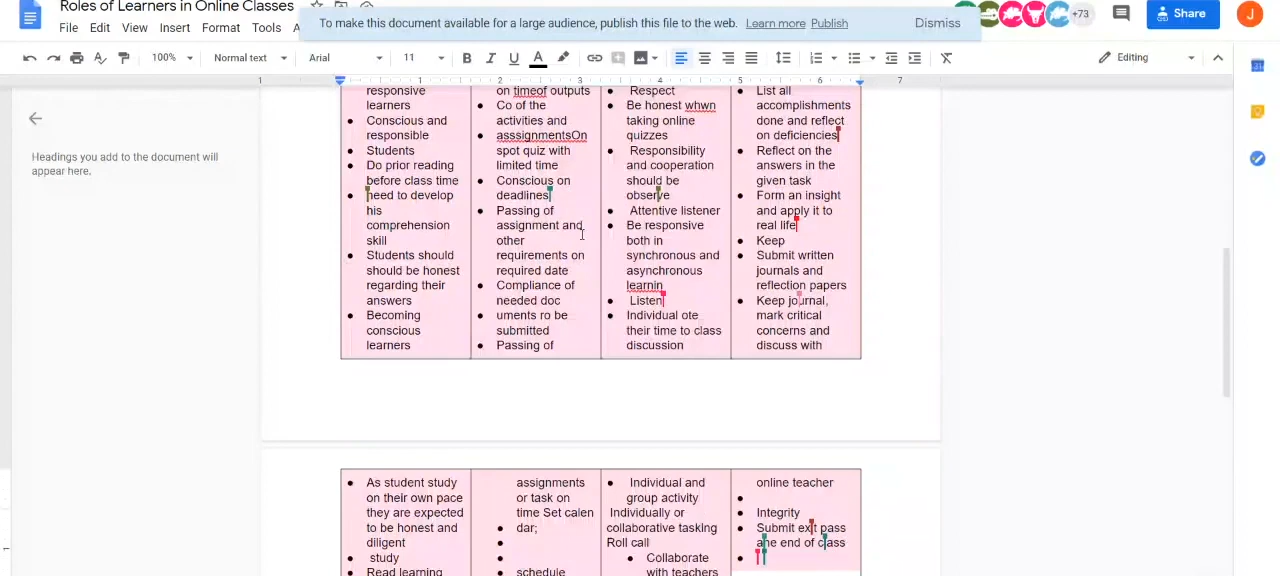 Roles of Learners in Online Classes
File Edit View Insert Format Tools A
To make this document available for a large audience, publish this file to the web. Learn more Publish Dismiss
+73
Share
J
100% Normal text Arial 11 B I U A Editing
1 1 2 3 4 5 6 7
Headings you add to the document will
appear here.
responsive
learners
● Conscious and
responsible
● Students
● Do prior reading
before class time
● need to develop
his
comprehension
skill
● Students should
should be honest
regarding their
answers
● Becoming
conscious
learners
on timeof outputs
● Co of the
activities and
● asssignmentsOn
spot quiz with
limited time
● Conscious on
deadlines
● Passing of
assignment and
other
requirements on
required date
● Compliance of
needed doc
● uments ro be
submitted
● Passing of
● Respect
● Be honest whwn
taking online
quizzes
● Responsibility
and cooperation
should be
observe
● Attentive listener
● Be responsive
both in
synchronous and
asynchronous
learnin
● Listen
● Individual ote
their time to class
discussion
● List all
accomplishments
done and reflect
on deficiencies
● Reflect on the
answers in the
given task
● Form an insight
and apply it to
real life
● Keep
● Submit written
journals and
reflection papers
● Keep journal,
mark critical
concerns and
discuss with
● As student study
on their own pace
they are expected
to be honest and
diligent
● study
● Read learning
assignments
or task on
time Set calen
● dar;
●
●
● schedule
● Individual and
group activity
Individually or
collaborative tasking
Roll call
● Collaborate
with teachers
online teacher
●
● Integrity
● Submit exit pass
ahe end of class
●